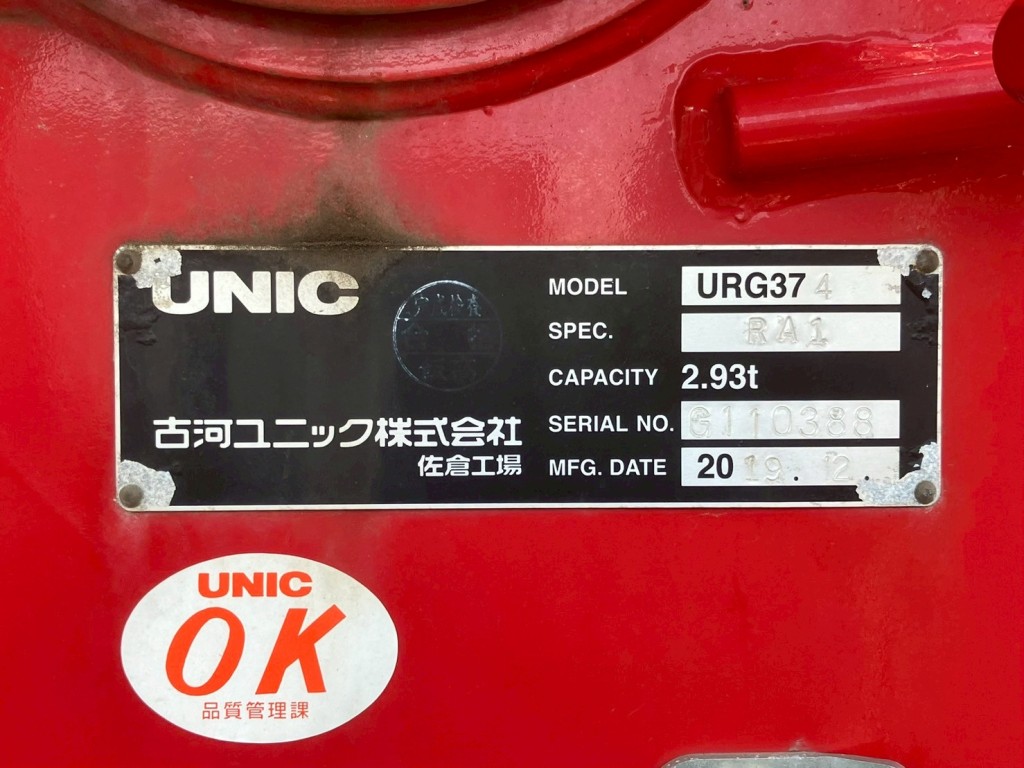 UNIC
MODEL URG374
SPEC. RA1
CAPACITY 2.93t
SERIAL NO. G110388
MFG. DATE 2019.12.
古河ユニック株式会社
佐倉工場
UNIC
OK
品質管理課